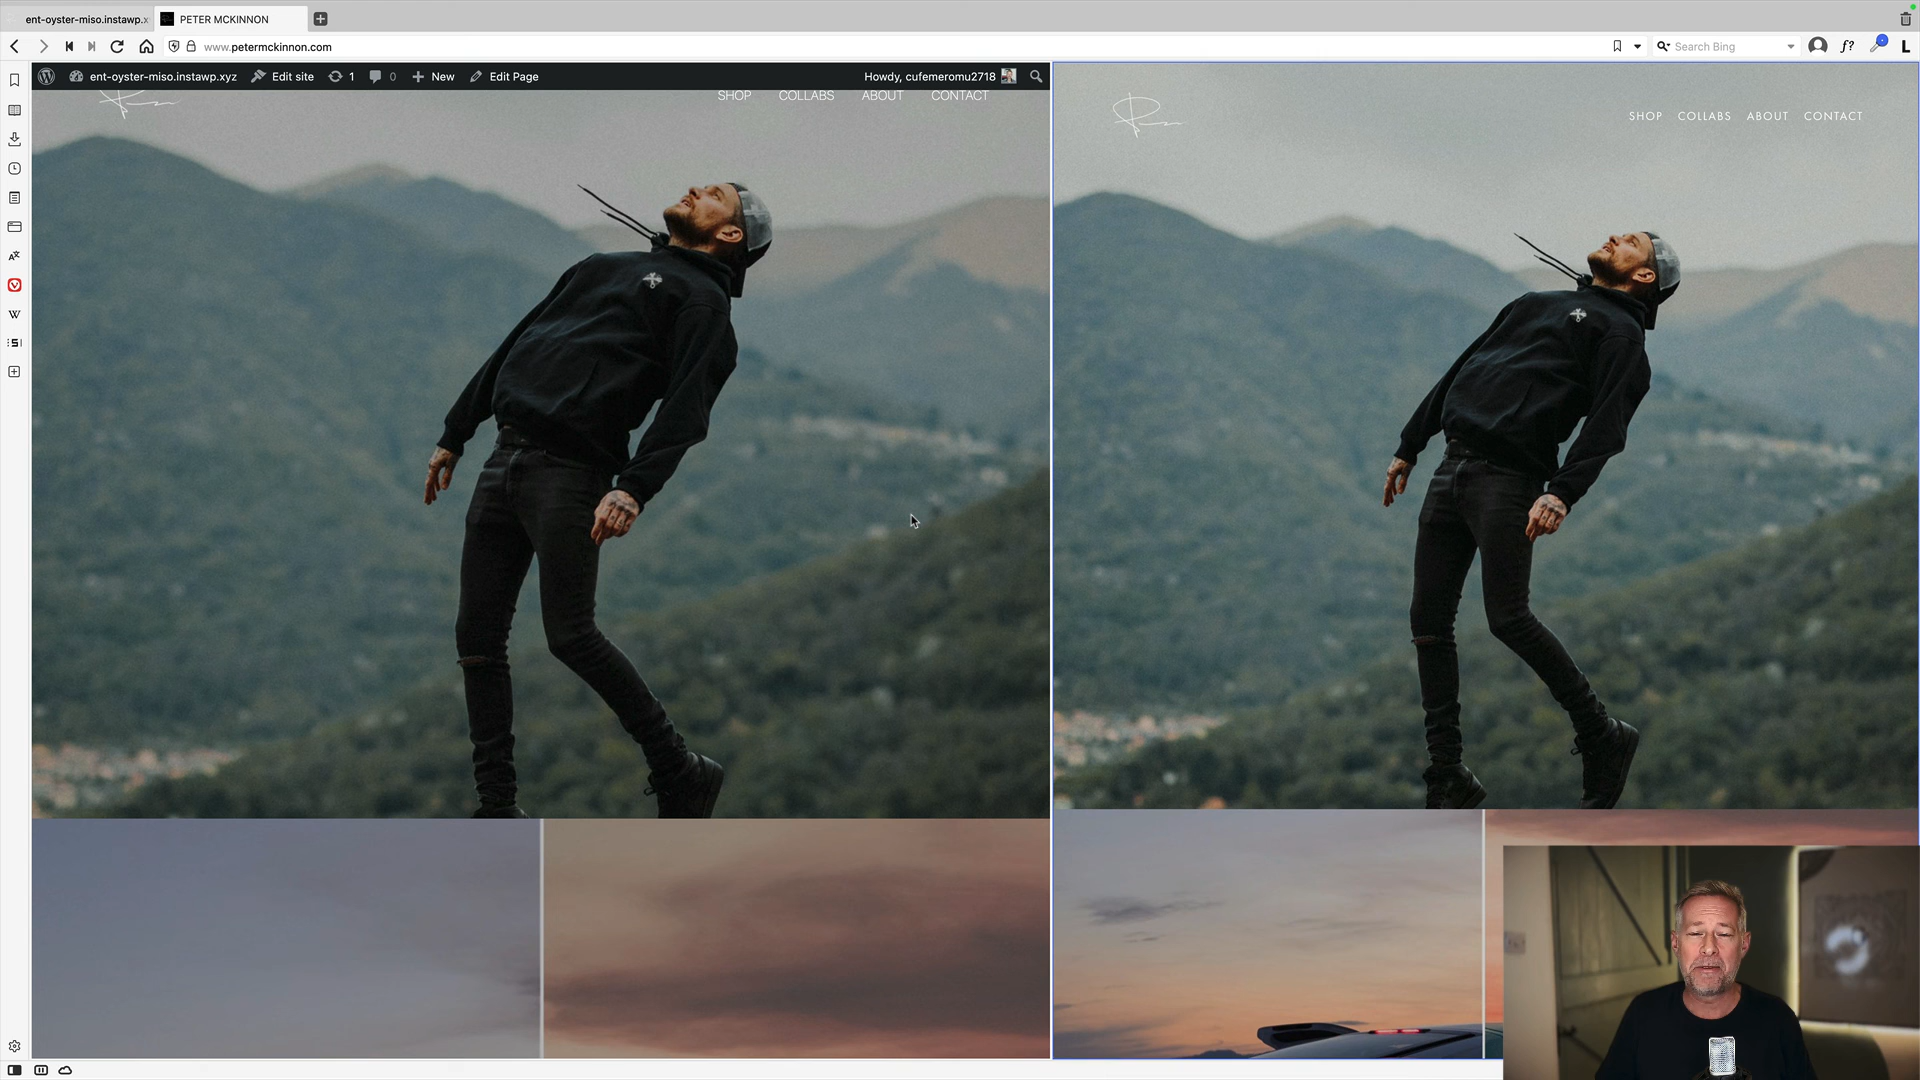 ent-oyster-miso.instawp.x
PETER MCKINNON
www.petermckinnon.com
Search Bing
f?
L
ent-oyster-miso.instawp.xyz
Edit site
1
0
New
Edit Page
Howdy, cufemeromu2718
SHOP COLLABS ABOUT CONTACT
SHOP COLLABS ABOUT CONTACT
W
:S!